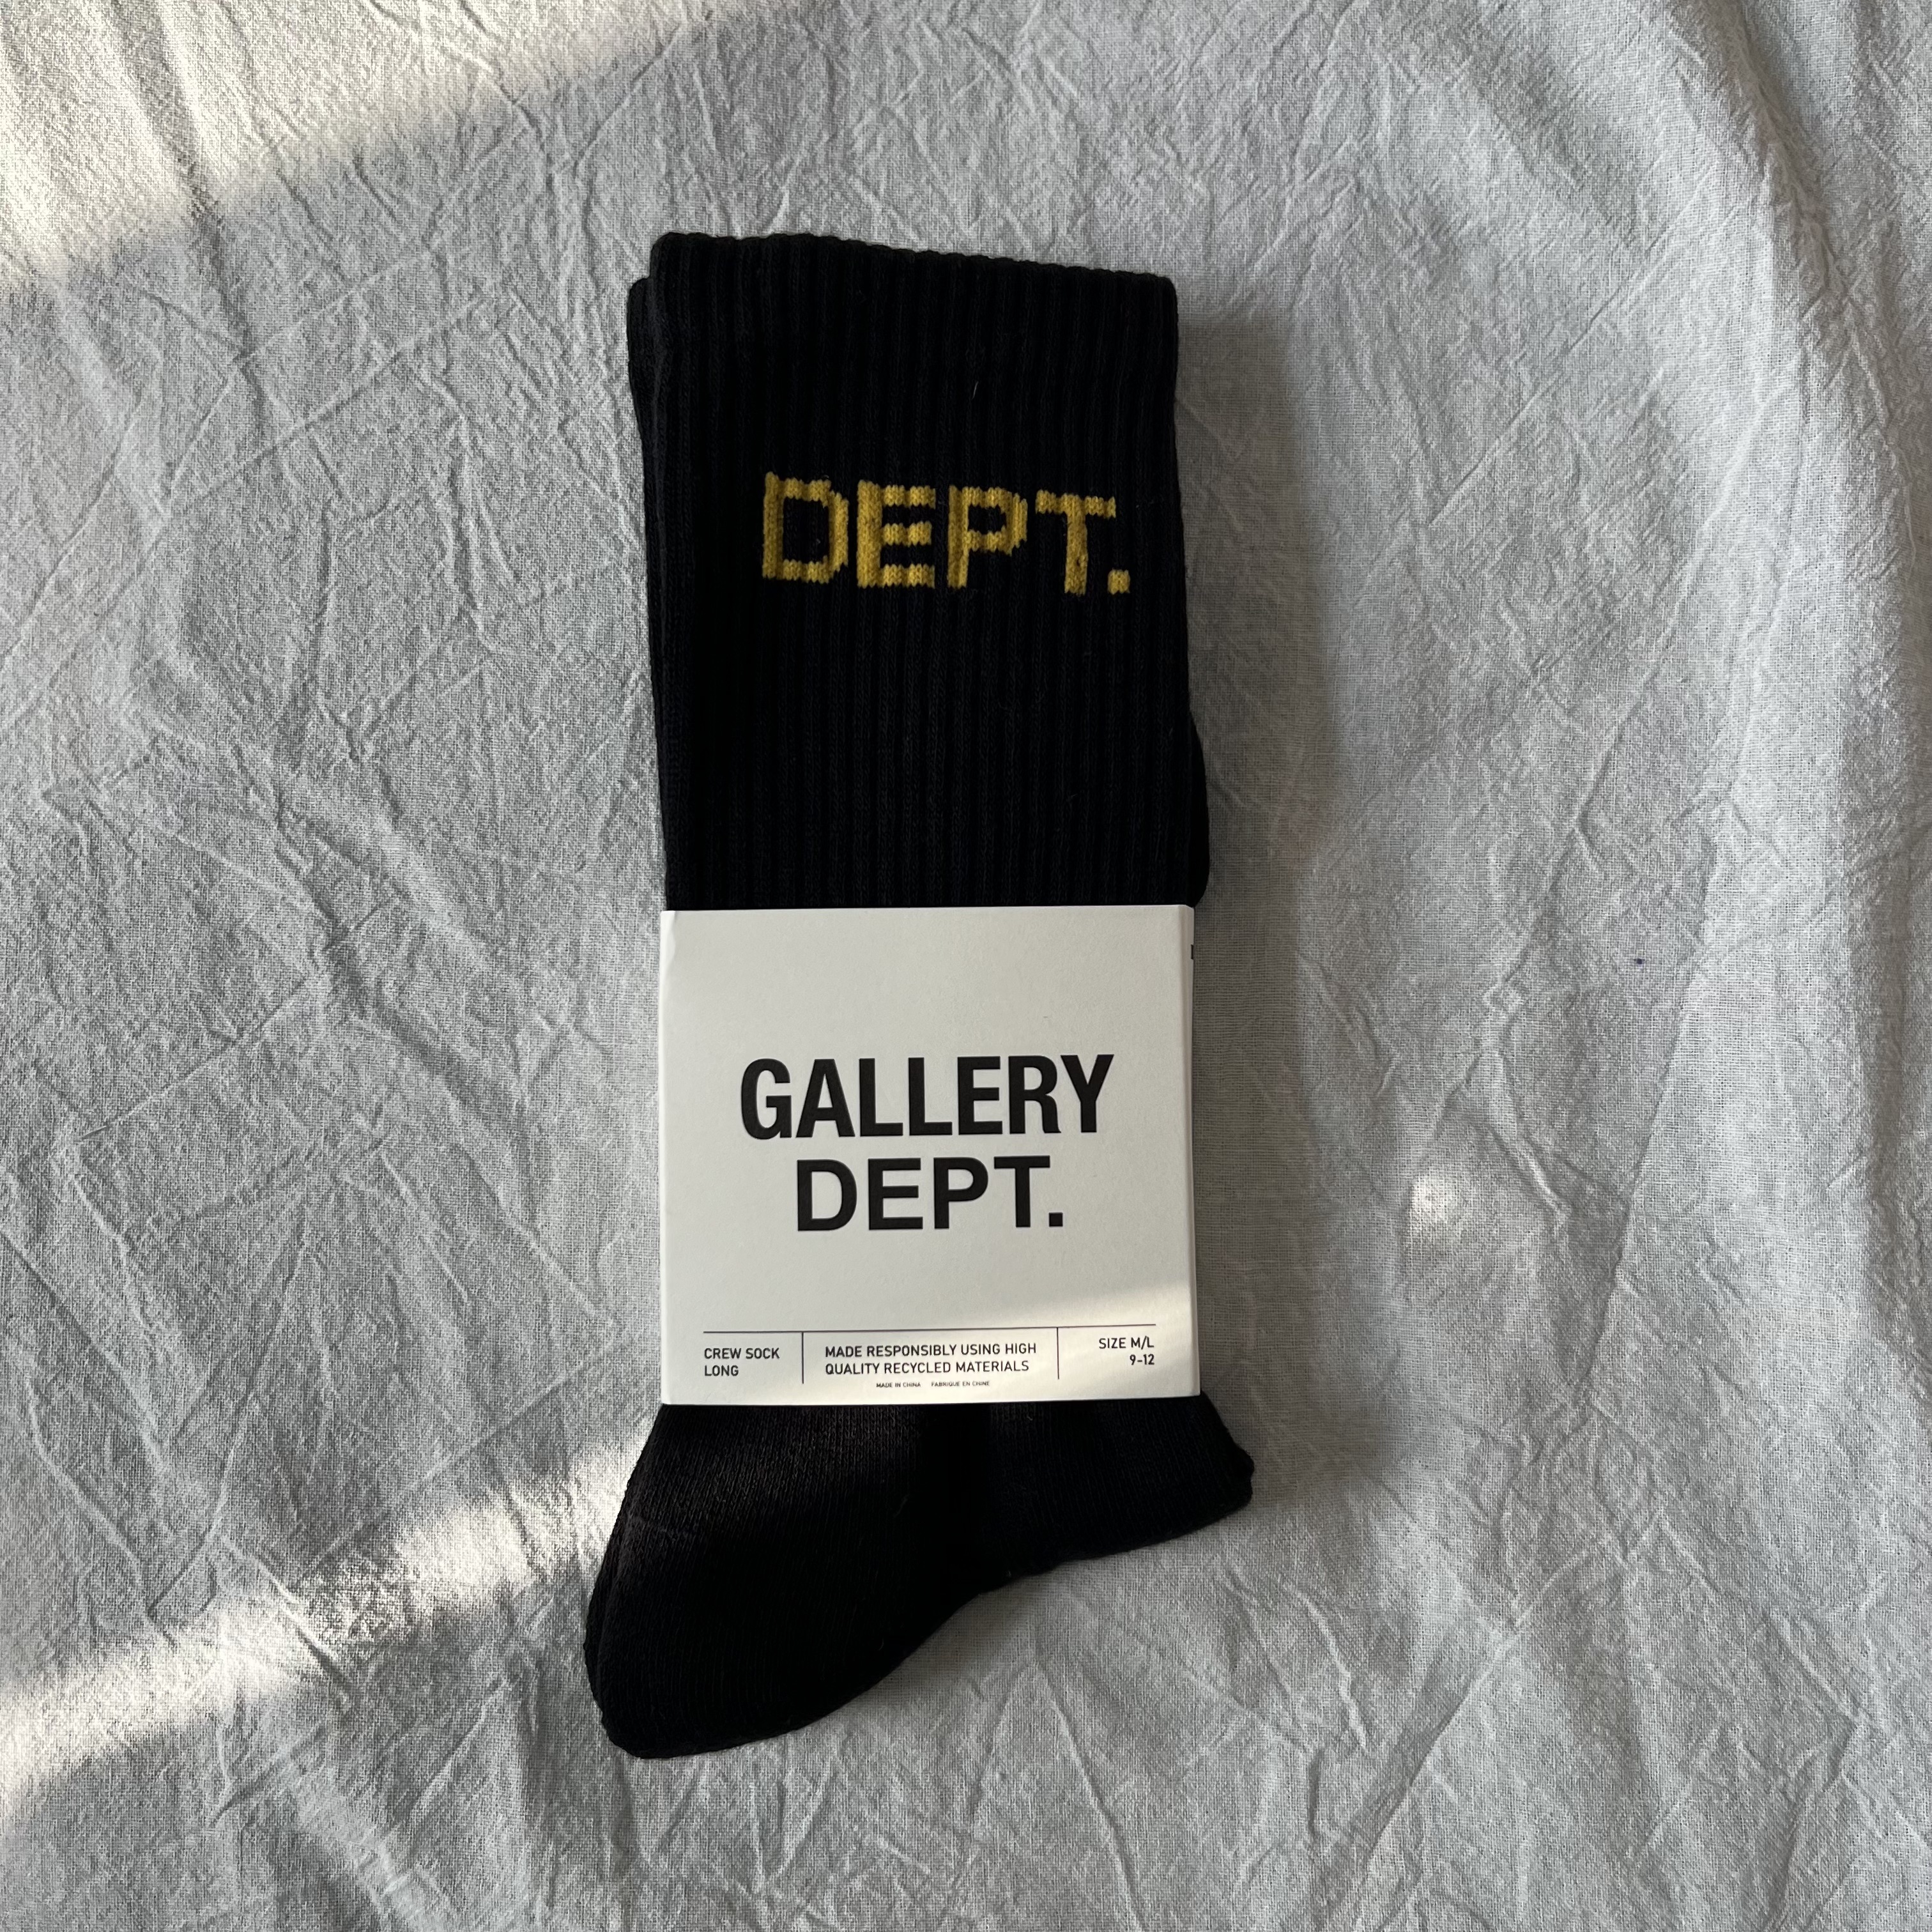 DEPT.
GALLERY
DEPT.
CREW SOCK
LONG
MADE RESPONSIBLY USING HIGH
QUALITY RECYCLED MATERIALS
MADE IN CHINA FABRIQUE EN CHINE
SIZE M/L
9-12